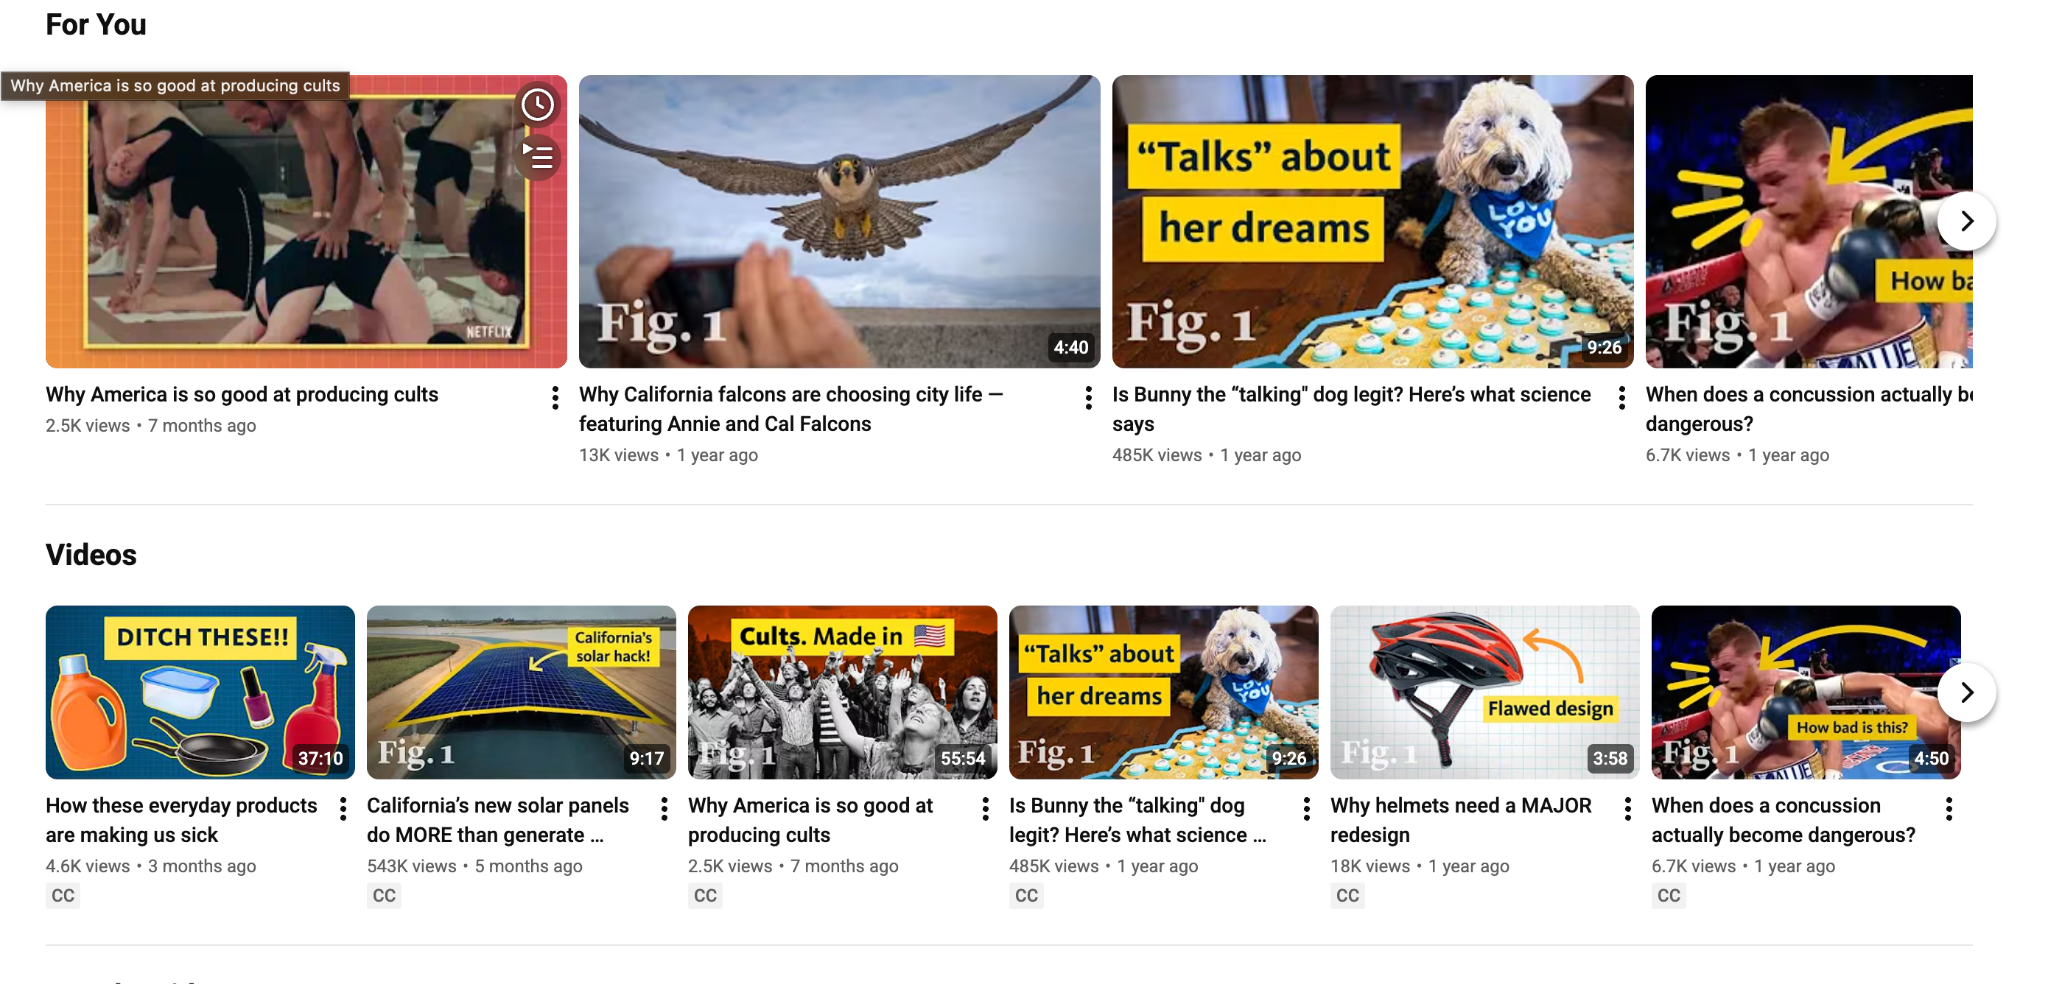 For You
Why America is so good at producing cults
NETFLIX
Why America is so good at producing cults
2.5K views • 7 months ago
Fig. 1
4:40
Why California falcons are choosing city life —
featuring Annie and Cal Falcons
13K views • 1 year ago
“Talks” about
her dreams
LOVE
YOU
Fig. 1
9:26
Is Bunny the “talking" dog legit? Here’s what science
says
485K views • 1 year ago
How ba
Fig. 1
When does a concussion actually be
dangerous?
6.7K views • 1 year ago
Videos
DITCH THESE!!
37:10
How these everyday products
are making us sick
4.6K views • 3 months ago
CC
California’s
solar hack!
Fig. 1
9:17
California’s new solar panels
do MORE than generate ...
543K views • 5 months ago
CC
Cults. Made in 🇺🇸
Fig. 1
55:54
Why America is so good at
producing cults
2.5K views • 7 months ago
CC
“Talks” about
her dreams
YOU
Fig. 1
9:26
Is Bunny the “talking" dog
legit? Here’s what science ...
485K views • 1 year ago
CC
Flawed design
Fig. 1
3:58
Why helmets need a MAJOR
redesign
18K views • 1 year ago
CC
How bad is this?
Fig. 1
4:50
When does a concussion
actually become dangerous?
6.7K views • 1 year ago
CC